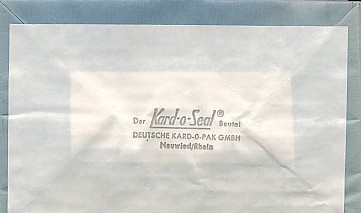 Der Kard-o-Seal® Beutel
DEUTSCHE KARD-O-PAK GMBH
Neuwied/Rhein